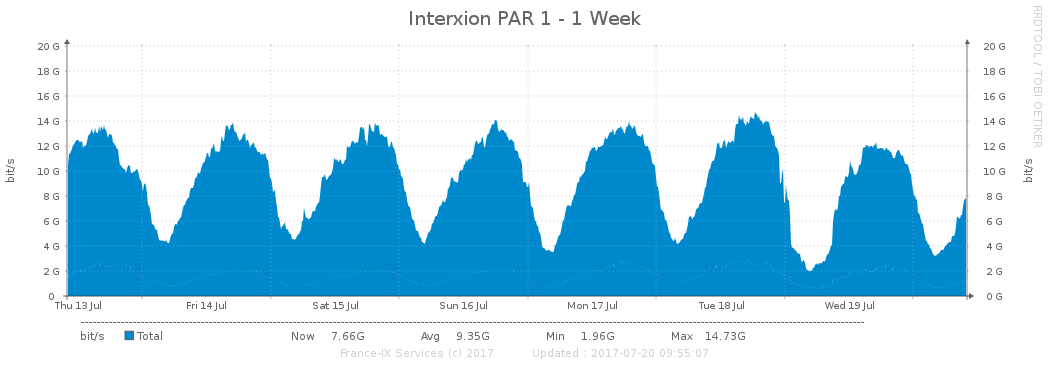 Interxion PAR 1 - 1 Week
RRDTOOL / TOBI OETIKER
bit/s
20 G 20 G
18 G 18 G
16 G 16 G
14 G 14 G
12 G 12 G
10 G 10 G
8 G 8 G
6 G 6 G
4 G 4 G
2 G 2 G
0 0 G
bit/s
Thu 13 Jul Fri 14 Jul Sat 15 Jul Sun 16 Jul Mon 17 Jul Tue 18 Jul Wed 19 Jul
bit/s Total Now 7.66G Avg 9.35G Min 1.96G Max 14.73G
France-IX Services (c) 2017 Updated : 2017-07-20 09:55:07